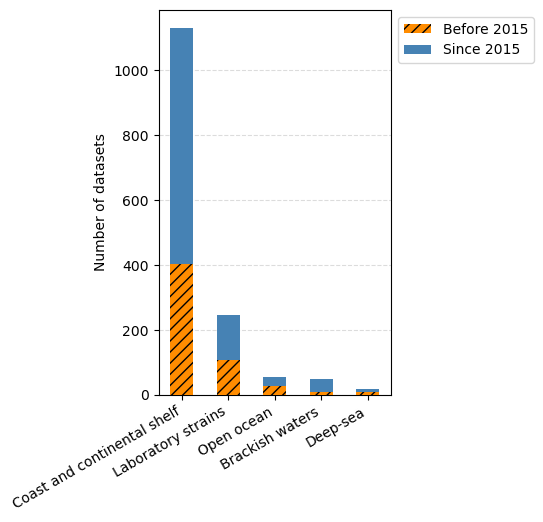 Before 2015
Since 2015
Number of datasets
1000
800
600
400
200
0
Coast and continental shelf
Laboratory strains
Open ocean
Brackish waters
Deep-sea